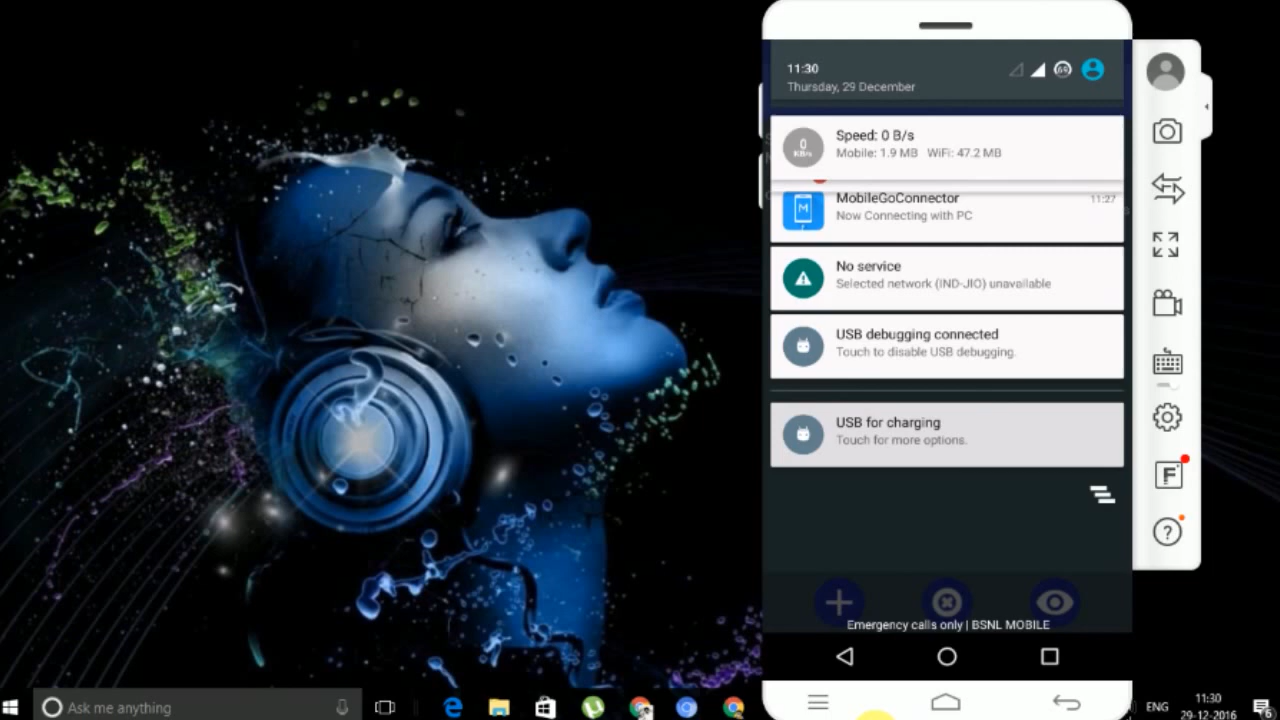 11:30
Thursday, 29 December
69
0
KB/s
Speed: 0 B/s
Mobile: 1.9 MB WiFi: 47.2 MB
M
MobileGoConnector
11:27
Now Connecting with PC
No service
Selected network (IND-JIO) unavailable
USB debugging connected
Touch to disable USB debugging.
USB for charging
Touch for more options.
F
?
Emergency calls only | BSNL MOBILE
Ask me anything
ENG
11:30
29-12-2016